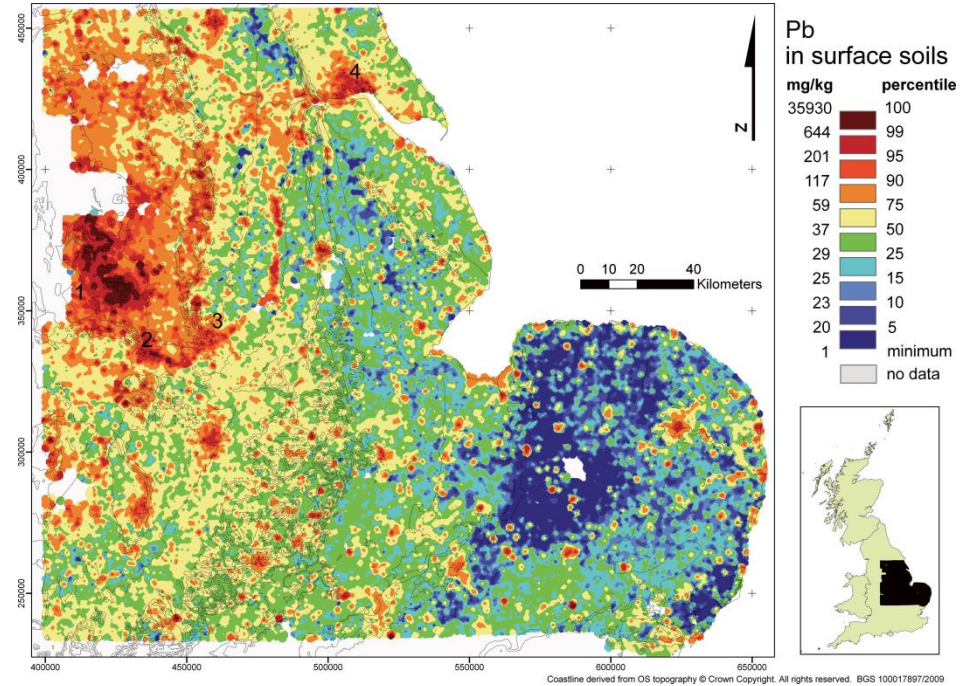 Pb
in surface soils
mg/kg percentile
35930 100
644 99
201 95
117 90
59 75
37 50
29 25
25 15
23 10
20 5
1 minimum
no data
N
450000
400000
350000
300000
250000
4
1
2
3
0 10 20 40
Kilometers
400000 450000 500000 550000 600000 650000
Coastline derived from OS topography © Crown Copyright. All rights reserved. BGS 100017897/2009